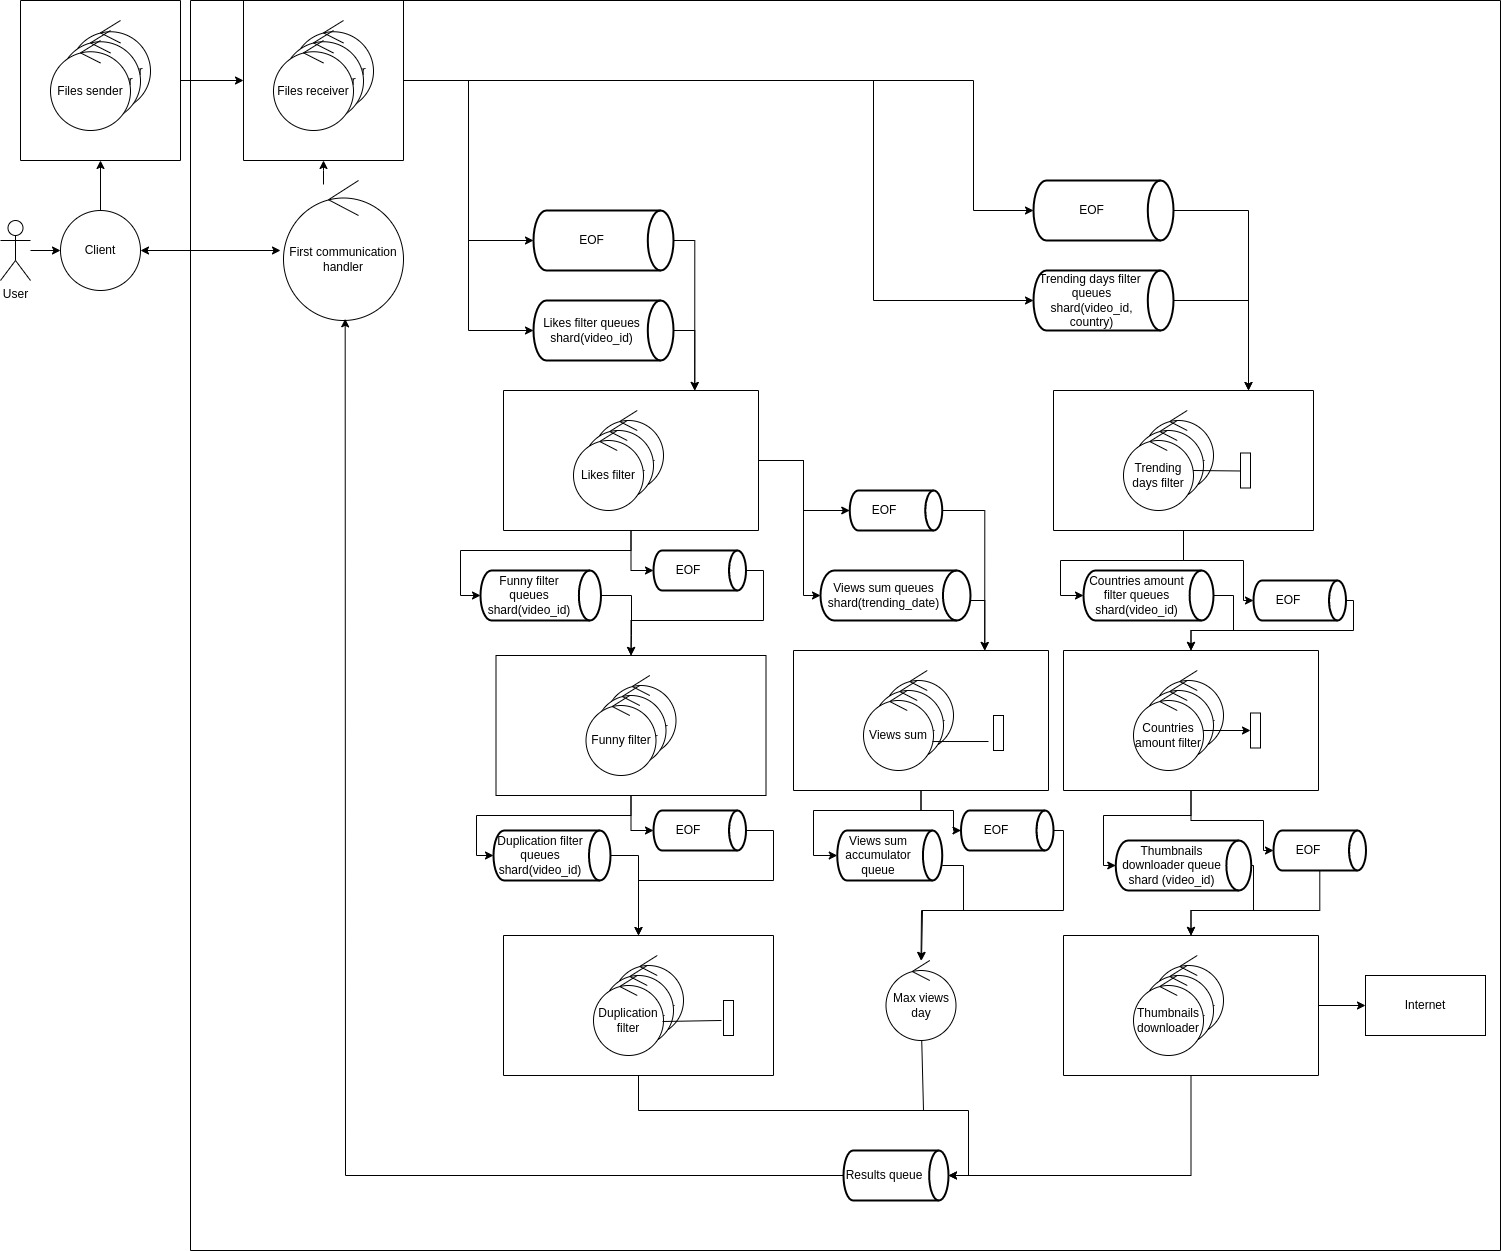 Files sender
Files receiver
User
Client
First communication
handler
EOF
Likes filter queues
shard(video_id)
EOF
Trending days filter
queues
shard(video_id,
country)
Likes filter
Trending
days filter
EOF
Views sum queues
shard(trending_date)
Funny filter
queues
shard(video_id)
EOF
Countries amount
filter queues
shard(video_id)
EOF
Funny filter
Views sum
Countries
amount filter
Duplication filter
queues
shard(video_id)
EOF
Views sum
accumulator
queue
EOF
Thumbnails
downloader queue
shard (video_id)
EOF
Duplication
filter
Max views
day
Thumbnails
downloader
Internet
Results queue